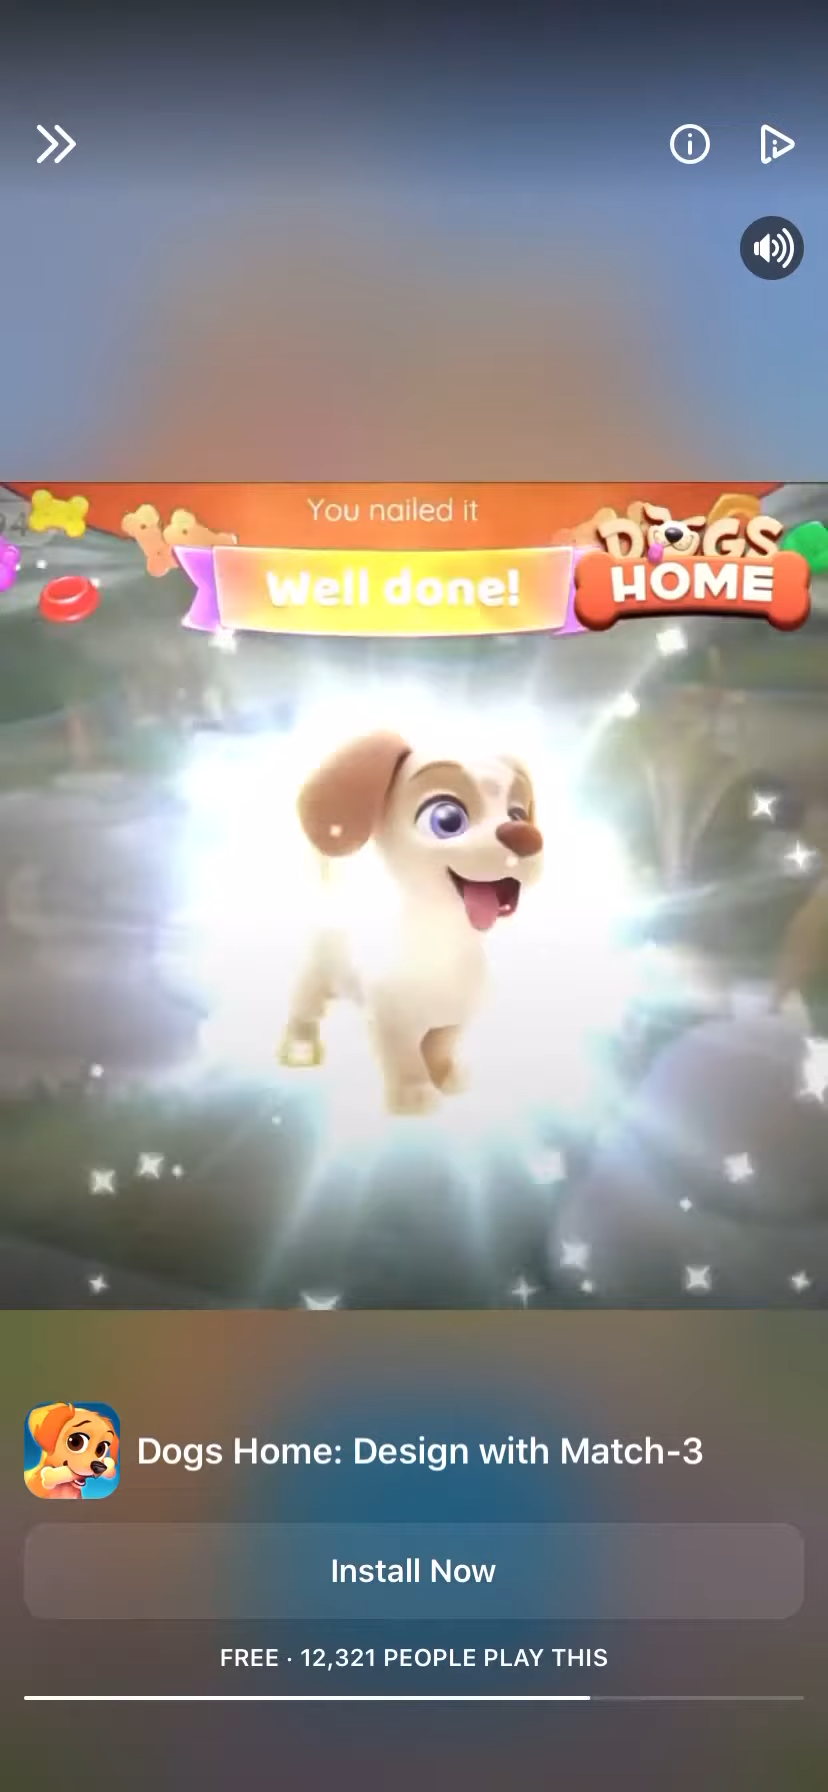 You nailed it
Well done!
DOGS
HOME
Dogs Home: Design with Match-3
Install Now
FREE · 12,321 PEOPLE PLAY THIS